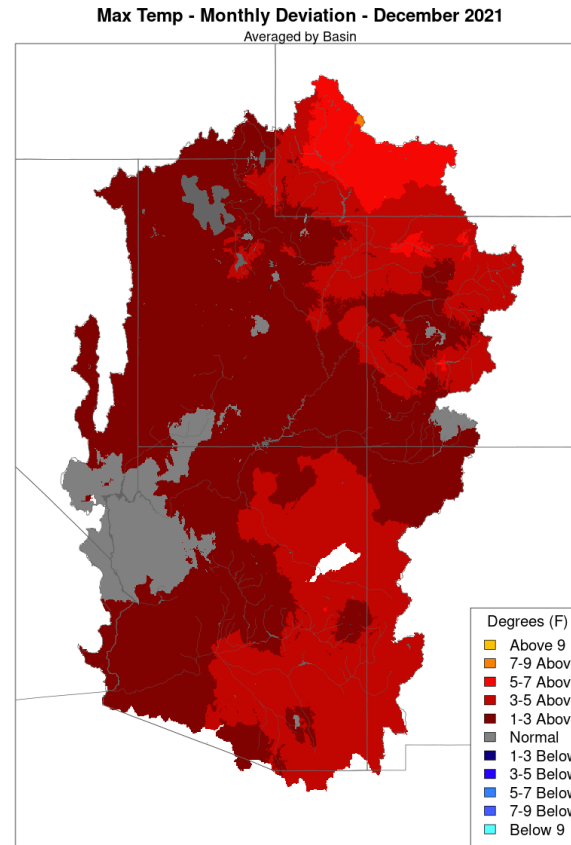 Max Temp - Monthly Deviation - December 2021
Averaged by Basin
Degrees (F)
Above 9
7-9 Abov
5-7 Abov
3-5 Abov
1-3 Abov
Normal
1-3 Below
3-5 Below
5-7 Below
7-9 Below
Below 9